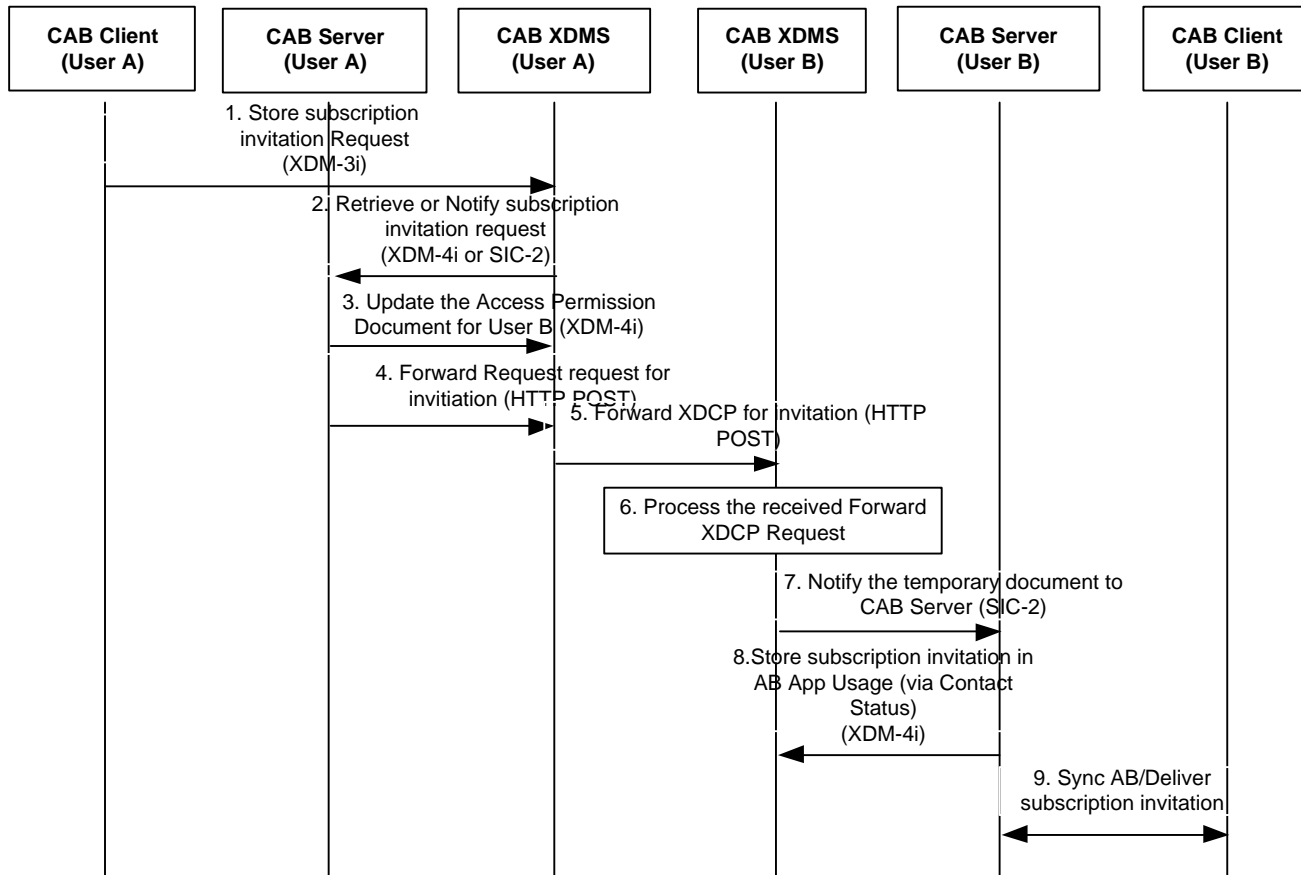 CAB Client
(User A)
CAB Server
(User A)
CAB XDMS
(User A)
CAB XDMS
(User B)
CAB Server
(User B)
CAB Client
(User B)
1. Store subscription
invitation Request
(XDM-3i)
2. Retrieve or Notify subscription
invitation request
(XDM-4i or SIC-2)
3. Update the Access Permission
Document for User B (XDM-4i)
4. Forward Request request for
invitiation (HTTP POST)
5. Forward XDCP for invitation (HTTP
POST)
6. Process the received Forward
XDCP Request
7. Notify the temporary document to
CAB Server (SIC-2)
8.Store subscription invitation in
AB App Usage (via Contact
Status)
(XDM-4i)
9. Sync AB/Deliver
subscription invitation